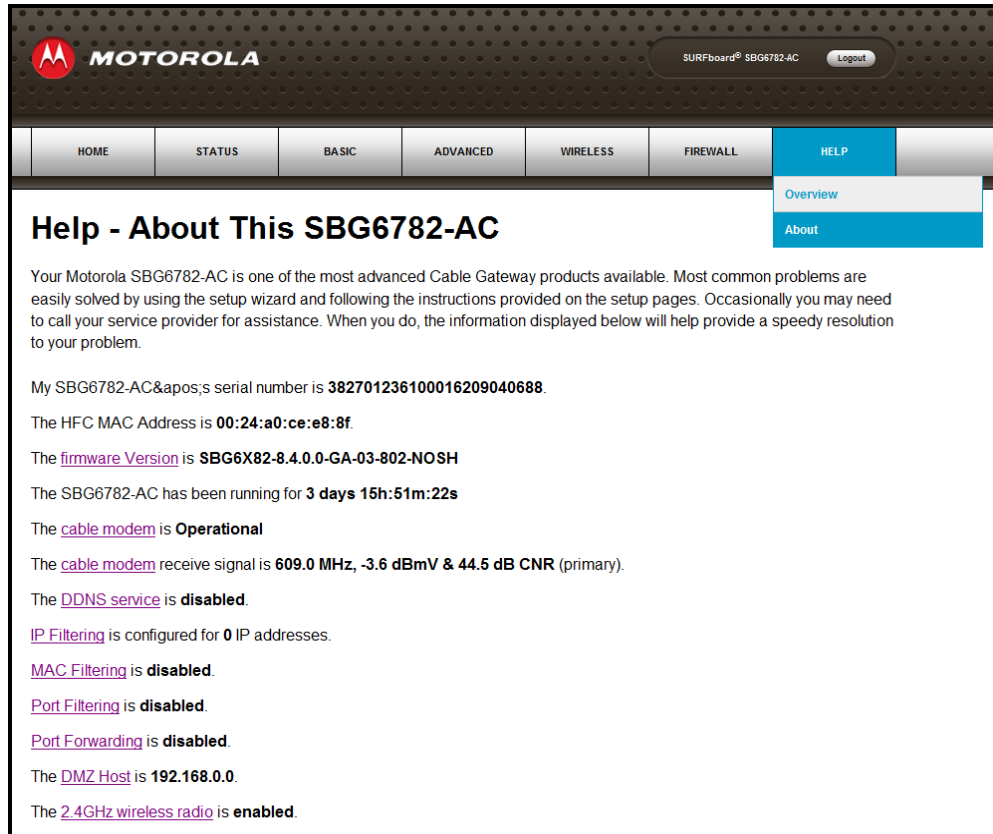 MOTOROLA
SURFboard® SBG6782-AC
Logout
HOME
STATUS
BASIC
ADVANCED
WIRELESS
FIREWALL
HELP
Overview
About
Help - About This SBG6782-AC
Your Motorola SBG6782-AC is one of the most advanced Cable Gateway products available. Most common problems are
easily solved by using the setup wizard and following the instructions provided on the setup pages. Occasionally you may need
to call your service provider for assistance. When you do, the information displayed below will help provide a speedy resolution
to your problem.
My SBG6782-AC&apos;s serial number is 382701236100016209040688.
The HFC MAC Address is 00:24:a0:ce:e8:8f.
The firmware Version is SBG6X82-8.4.0.0-GA-03-802-NOSH
The SBG6782-AC has been running for 3 days 15h:51m:22s
The cable modem is Operational
The cable modem receive signal is 609.0 MHz, -3.6 dBmV & 44.5 dB CNR (primary).
The DDNS service is disabled.
IP Filtering is configured for 0 IP addresses.
MAC Filtering is disabled.
Port Filtering is disabled.
Port Forwarding is disabled.
The DMZ Host is 192.168.0.0.
The 2.4GHz wireless radio is enabled.